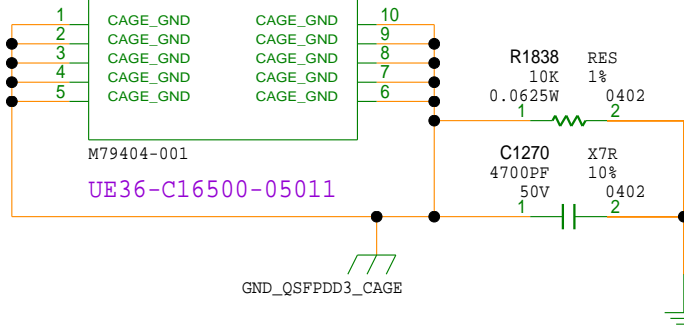 1 CAGE_GND CAGE_GND 10
2 CAGE_GND CAGE_GND 9
3 CAGE_GND CAGE_GND 8
4 CAGE_GND CAGE_GND 7
5 CAGE_GND CAGE_GND 6
M79404-001
UE36-C16500-05011
R1838 RES
10K 1%
0.0625W 0402
1 2
C1270 X7R
4700PF 10%
50V 0402
1 2
GND_QSFPDD3_CAGE